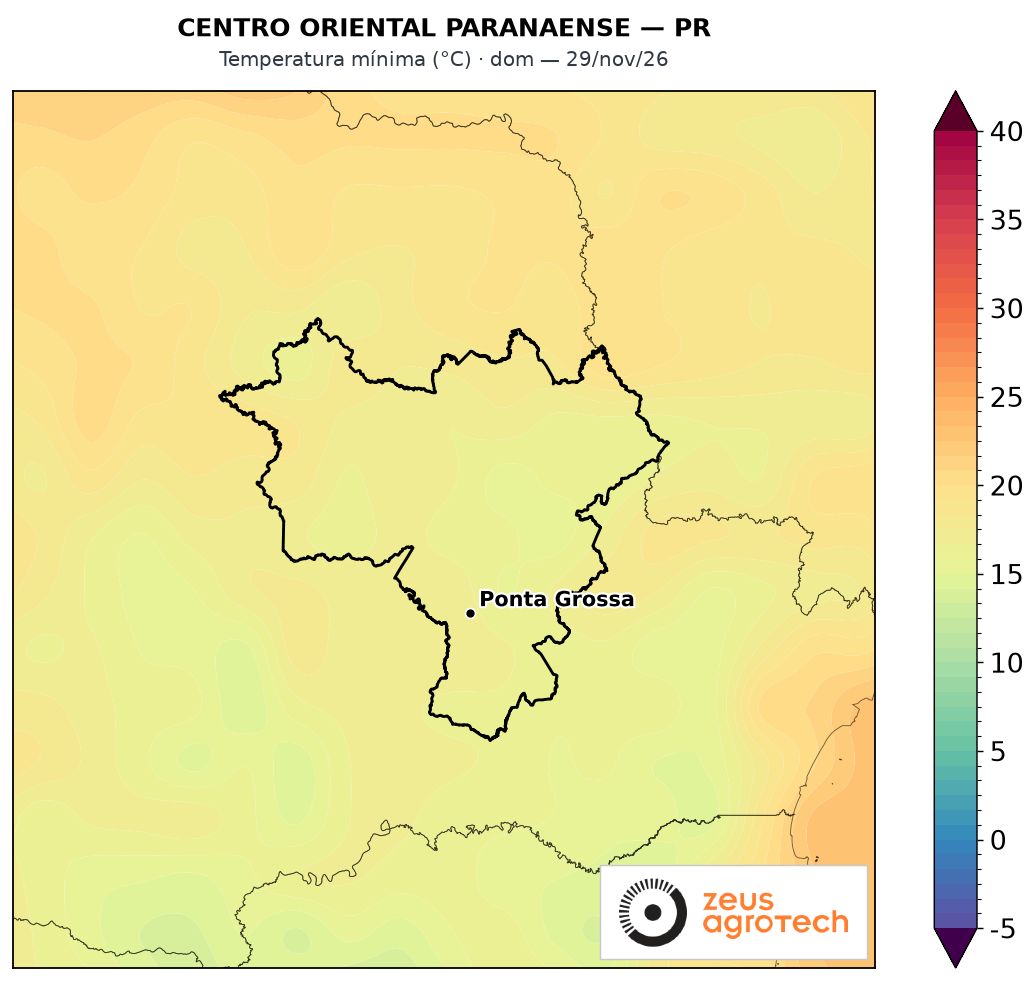 CENTRO ORIENTAL PARANAENSE — PR
Temperatura mínima (°C) · dom — 29/nov/26
40
35
30
25
20
15
10
5
0
-5
Ponta Grossa
zeus
agrotech